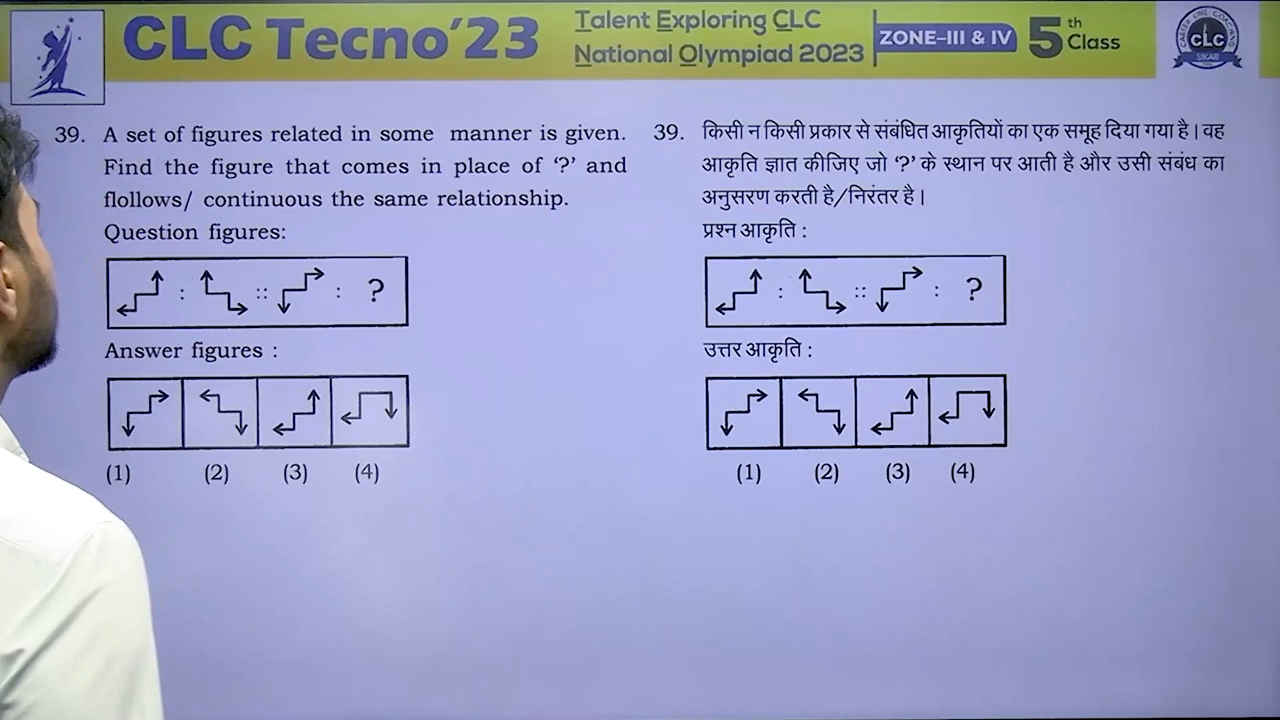 CLC Tecno'23
Talent Exploring CLC
National Olympiad 2023
ZONE–III & IV
5th Class
CLC
SIKAR
39. A set of figures related in some manner is given.
Find the figure that comes in place of ‘?’ and
flollows/ continuous the same relationship.
Question figures:
: :: : ?
Answer figures :
(1) (2) (3) (4)
39. किसी न किसी प्रकार से संबंधित आकृतियों का एक समूह दिया गया है। वह
आकृति ज्ञात कीजिए जो ‘?’ के स्थान पर आती है और उसी संबंध का
अनुसरण करती है/निरंतर है।
प्रश्न आकृति :
: :: : ?
उत्तर आकृति :
(1) (2) (3) (4)